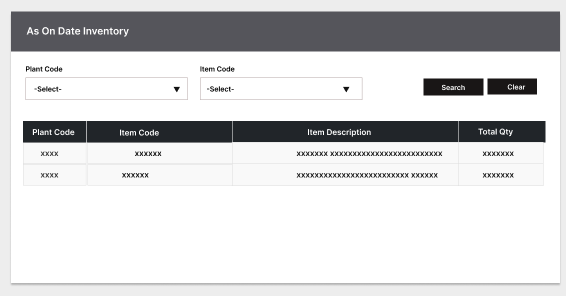 As On Date Inventory
Plant Code Item Code
-Select- -Select- Search Clear
Plant Code Item Code Item Description Total Qty
xxxx xxxxxx xxxxxxx xxxxxxxxxxxxxxxxxxxxxxxxx xxxxxxx
xxxx xxxxxx xxxxxxxxxxxxxxxxxxxxxxxxx xxxxxx xxxxxxx